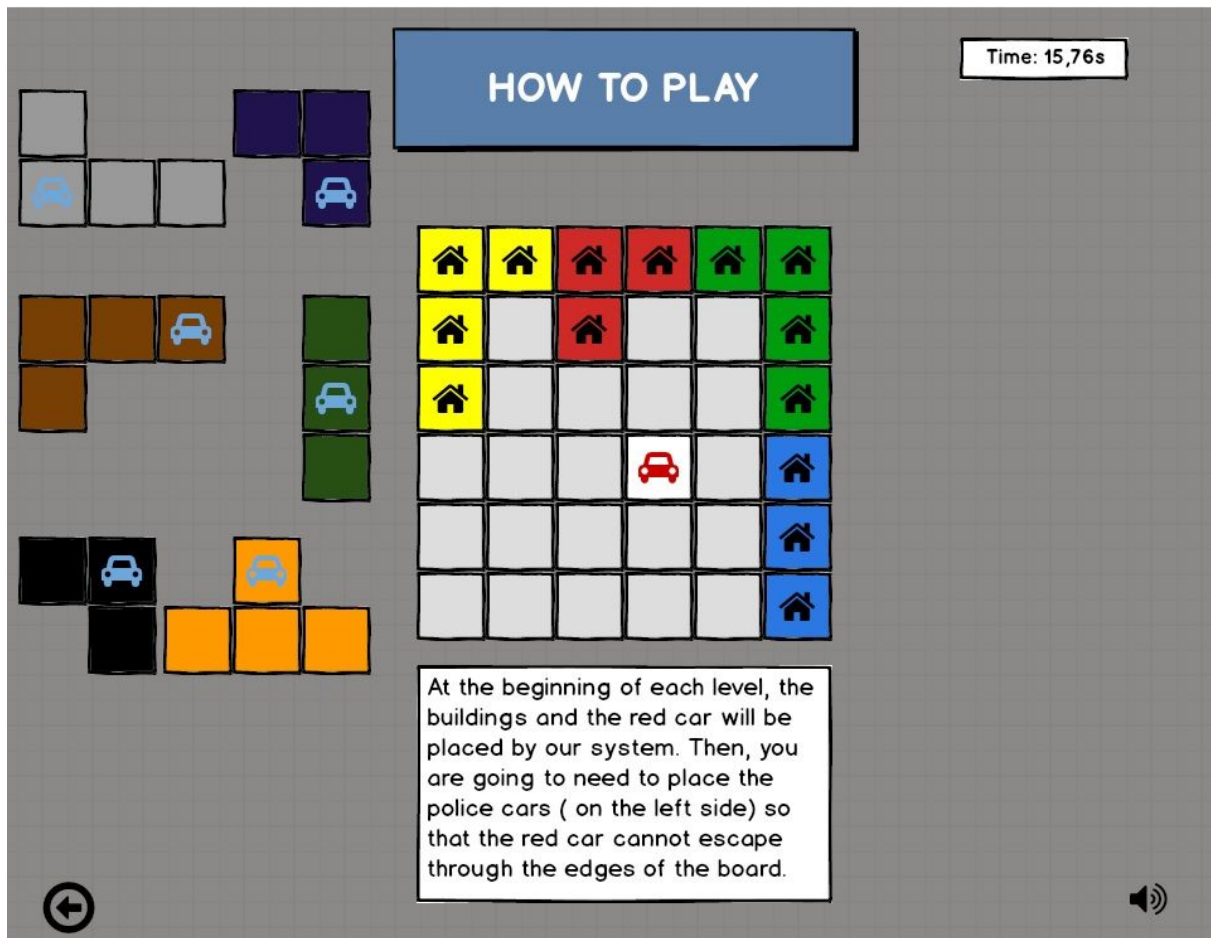 HOW TO PLAY
Time: 15,76s
At the beginning of each level, the
buildings and the red car will be
placed by our system. Then, you
are going to need to place the
police cars ( on the left side) so
that the red car cannot escape
through the edges of the board.